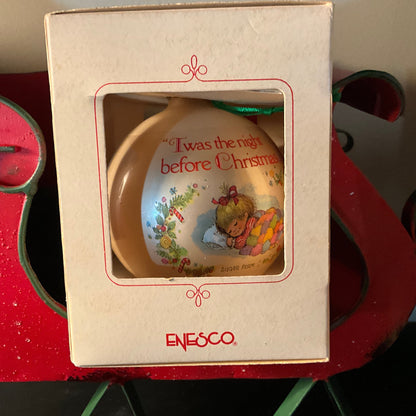 "Twas the night
before Christmas
ENESCO®